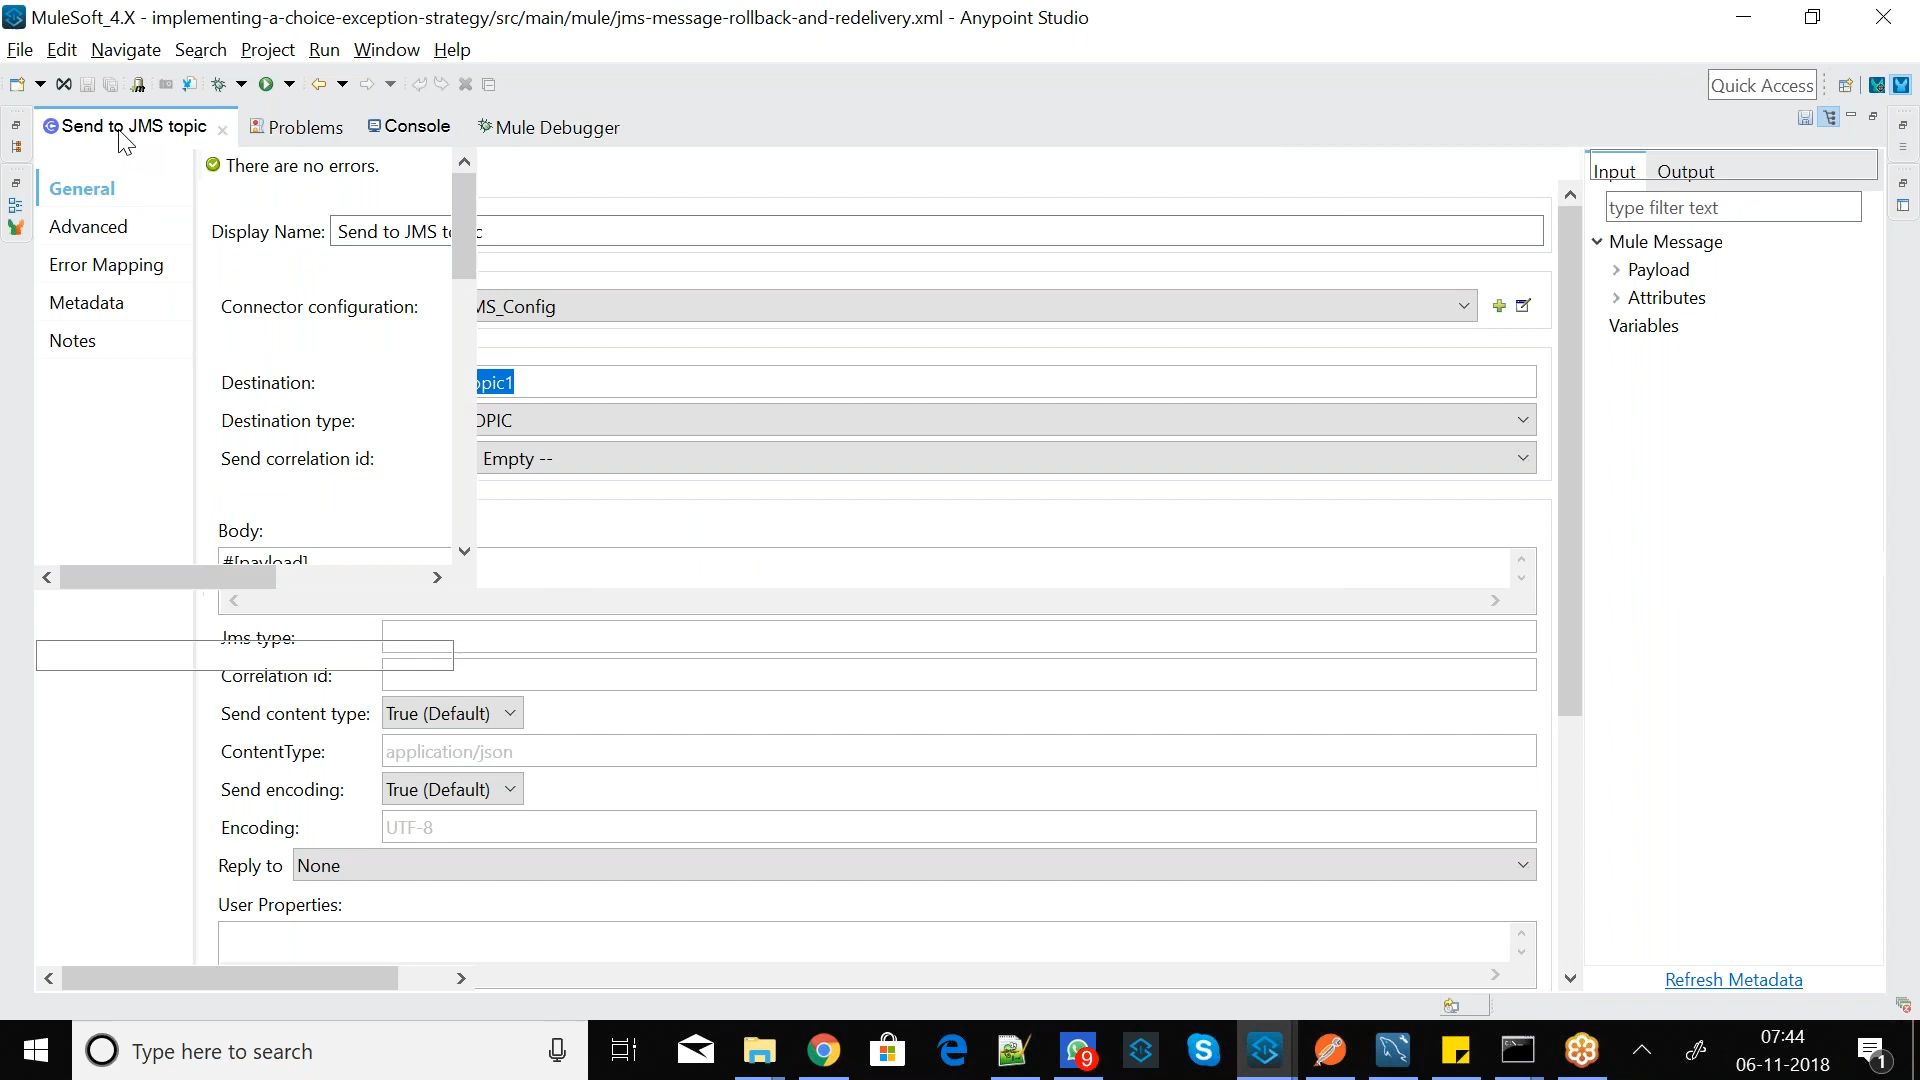 MuleSoft_4.X - implementing-a-choice-exception-strategy/src/main/mule/jms-message-rollback-and-redelivery.xml - Anypoint Studio
File Edit Navigate Search Project Run Window Help
Quick Access
Send to JMS topic Problems Console Mule Debugger
There are no errors.
Input Output
General
type filter text
Advanced
Display Name: Send to JMS
Mule Message
Error Mapping
Payload
Metadata
Connector configuration: MS_Config
Attributes
Variables
Notes
Destination: opic1
Destination type: OPIC
Send correlation id: Empty --
Body:
#[payload]
Jms type:
Correlation id:
Send content type: True (Default)
ContentType: application/json
Send encoding: True (Default)
Encoding: UTF-8
Reply to None
User Properties:
Refresh Metadata
Type here to search
9
07:44
06-11-2018
1